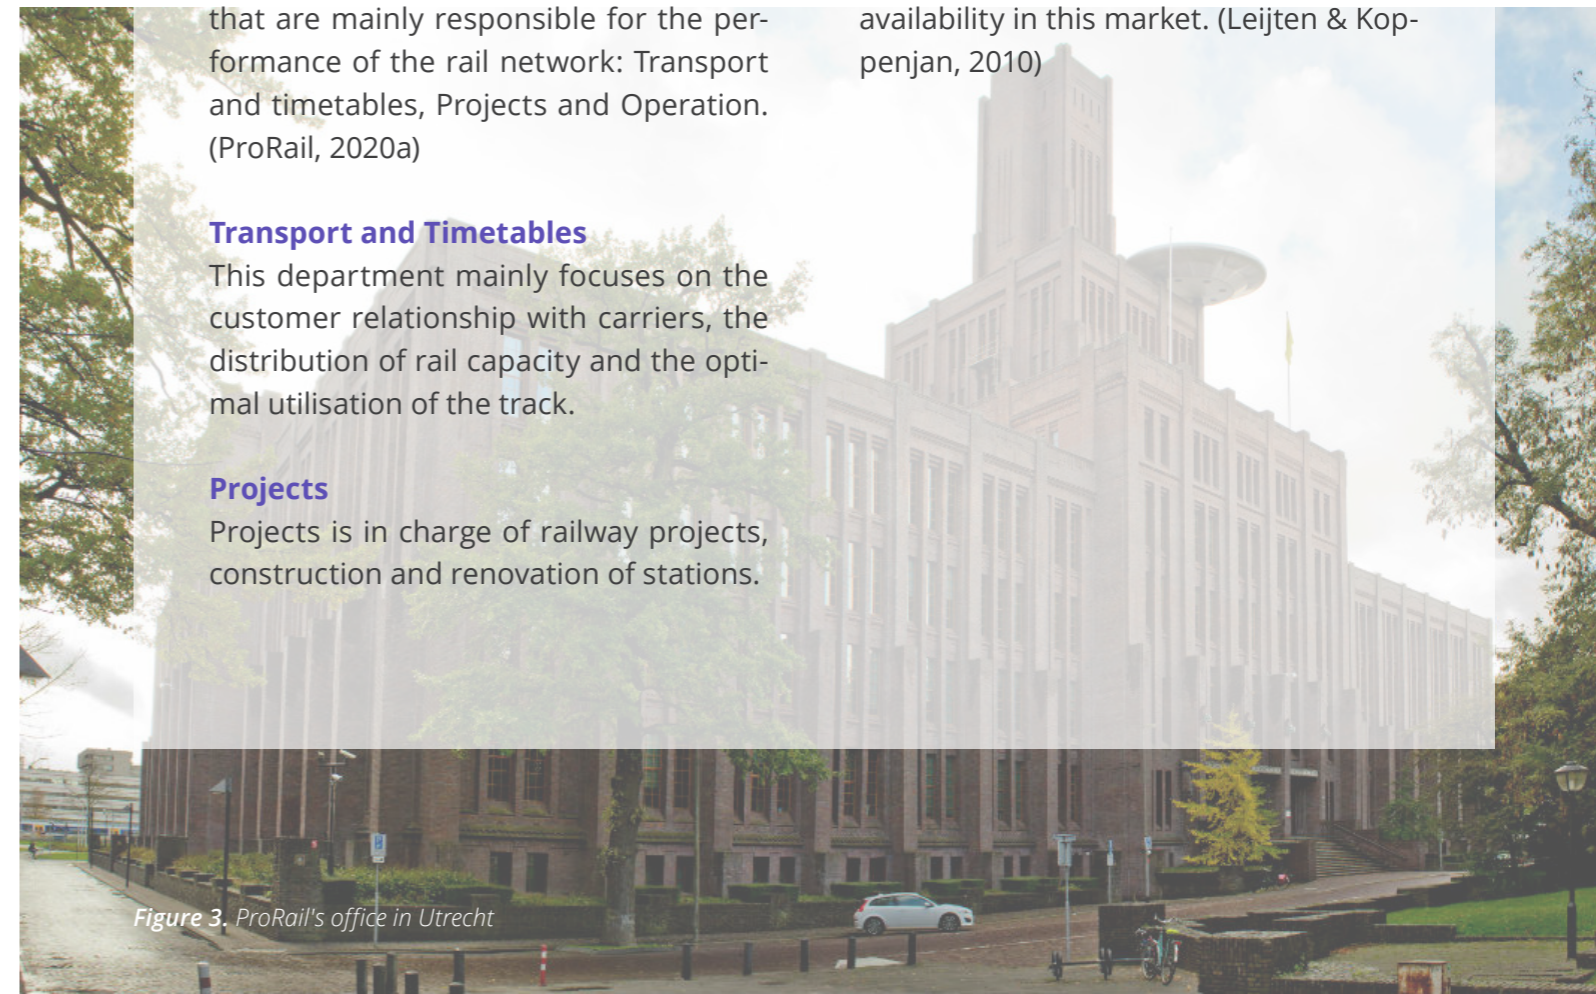 that are mainly responsible for the per-
formance of the rail network: Transport
and timetables, Projects and Operation.
(ProRail, 2020a)
Transport and Timetables
This department mainly focuses on the
customer relationship with carriers, the
distribution of rail capacity and the opti-
mal utilisation of the track.
Projects
Projects is in charge of railway projects,
construction and renovation of stations.
availability in this market. (Leijten & Kop-
penjan, 2010)
Figure 3. ProRail's office in Utrecht